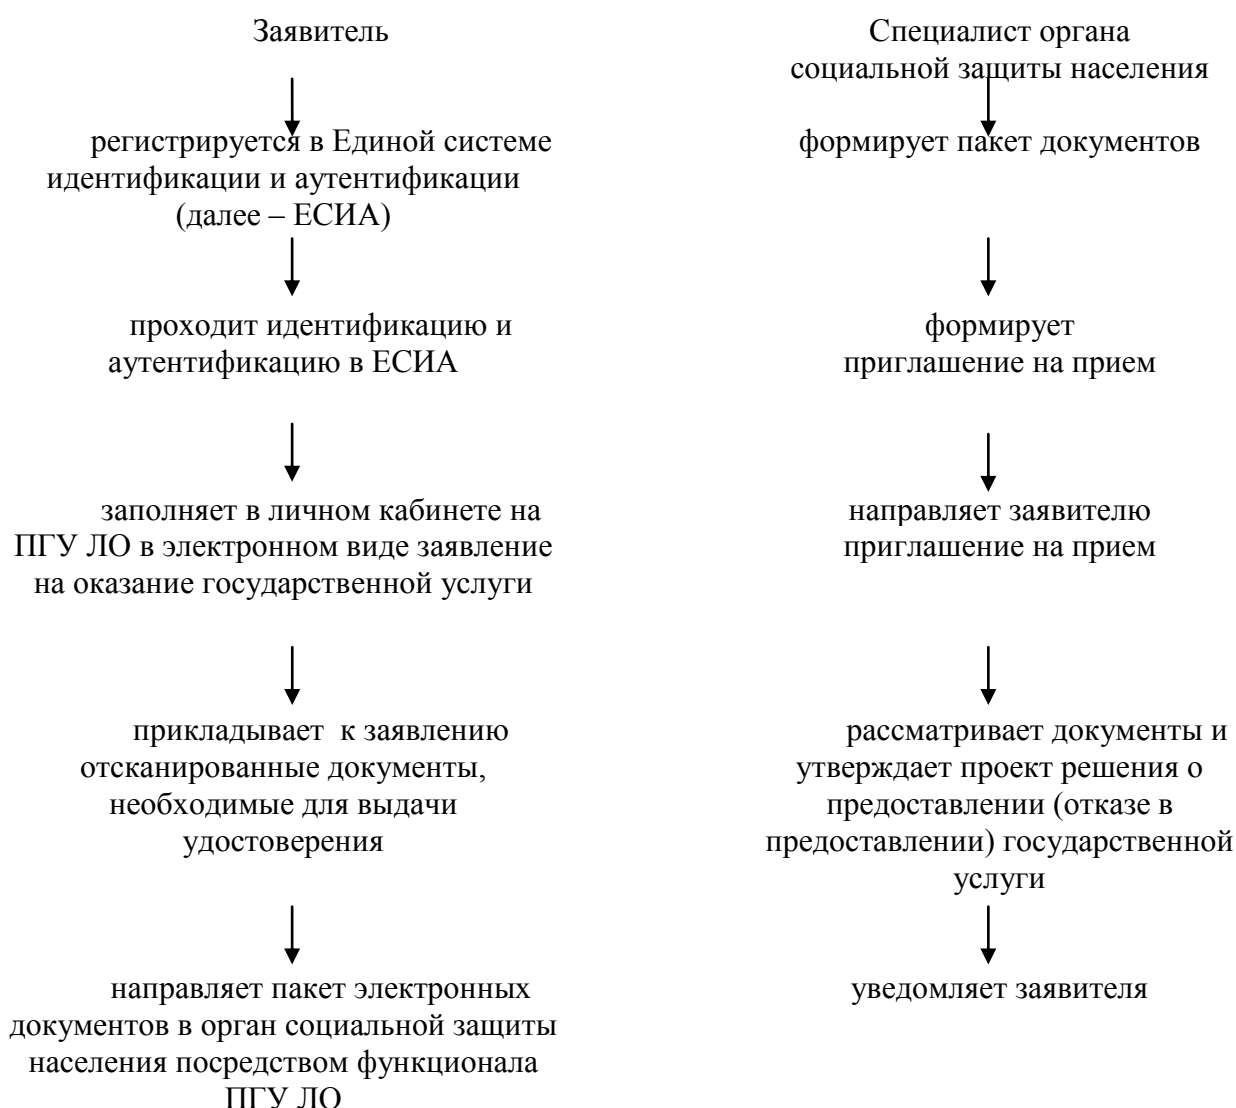 Заявитель
регистрируется в Единой системе
идентификации и аутентификации
(далее – ЕСИА)
проходит идентификацию и
аутентификацию в ЕСИА
заполняет в личном кабинете на
ПГУ ЛО в электронном виде заявление
на оказание государственной услуги
прикладывает к заявлению
отсканированные документы,
необходимые для выдачи
удостоверения
направляет пакет электронных
документов в орган социальной защиты
населения посредством функционала
ПГУ ЛО
Специалист органа
социальной защиты населения
формирует пакет документов
формирует
приглашение на прием
направляет заявителю
приглашение на прием
рассматривает документы и
утверждает проект решения о
предоставлении (отказе в
предоставлении) государственной
услуги
уведомляет заявителя